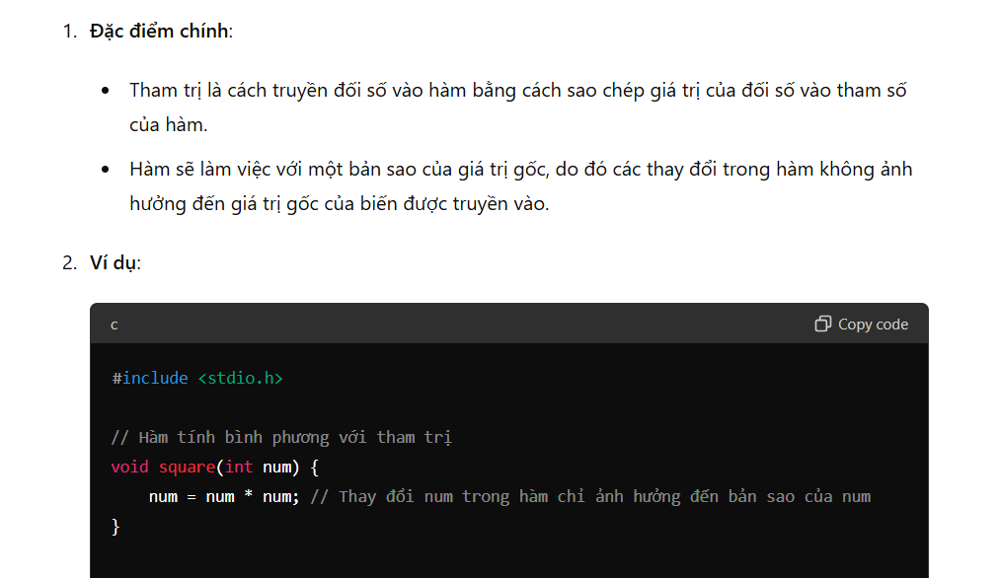 1. Đặc điểm chính:
• Tham trị là cách truyền đối số vào hàm bằng cách sao chép giá trị của đối số vào tham số
của hàm.
• Hàm sẽ làm việc với một bản sao của giá trị gốc, do đó các thay đổi trong hàm không ảnh
hưởng đến giá trị gốc của biến được truyền vào.
2. Ví dụ:
c Copy code
#include <stdio.h>
// Hàm tính bình phương với tham trị
void square(int num) {
    num = num * num; // Thay đổi num trong hàm chỉ ảnh hưởng đến bản sao của num
}